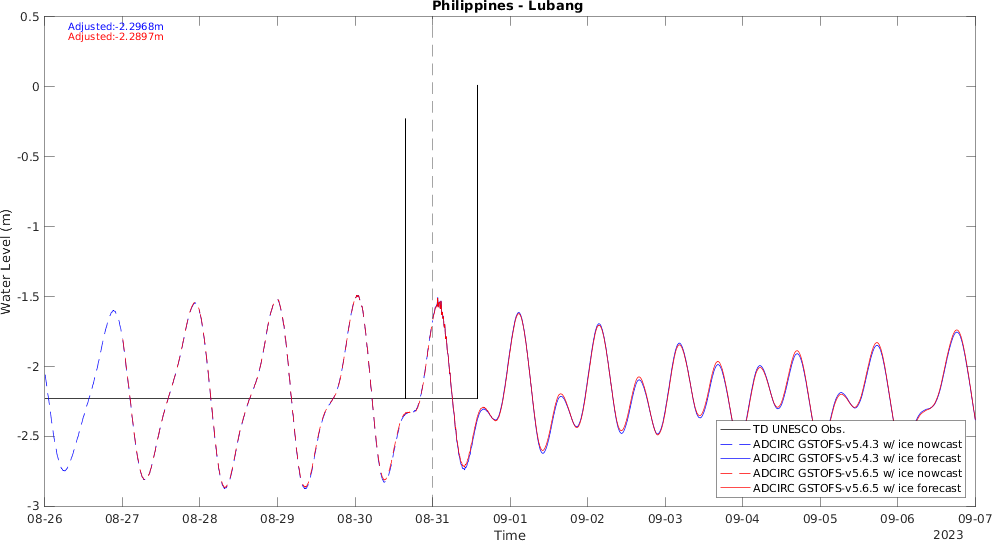 Philippines - Lubang
Adjusted:-2.2968m
Adjusted:-2.2897m
Water Level (m)
0.5
0
-0.5
-1
-1.5
-2
-2.5
-3
TD UNESCO Obs.
ADCIRC GSTOFS-v5.4.3 w/ ice nowcast
ADCIRC GSTOFS-v5.4.3 w/ ice forecast
ADCIRC GSTOFS-v5.6.5 w/ ice nowcast
ADCIRC GSTOFS-v5.6.5 w/ ice forecast
08-26 08-27 08-28 08-29 08-30 08-31 09-01 09-02 09-03 09-04 09-05 09-06 09-07
Time
2023